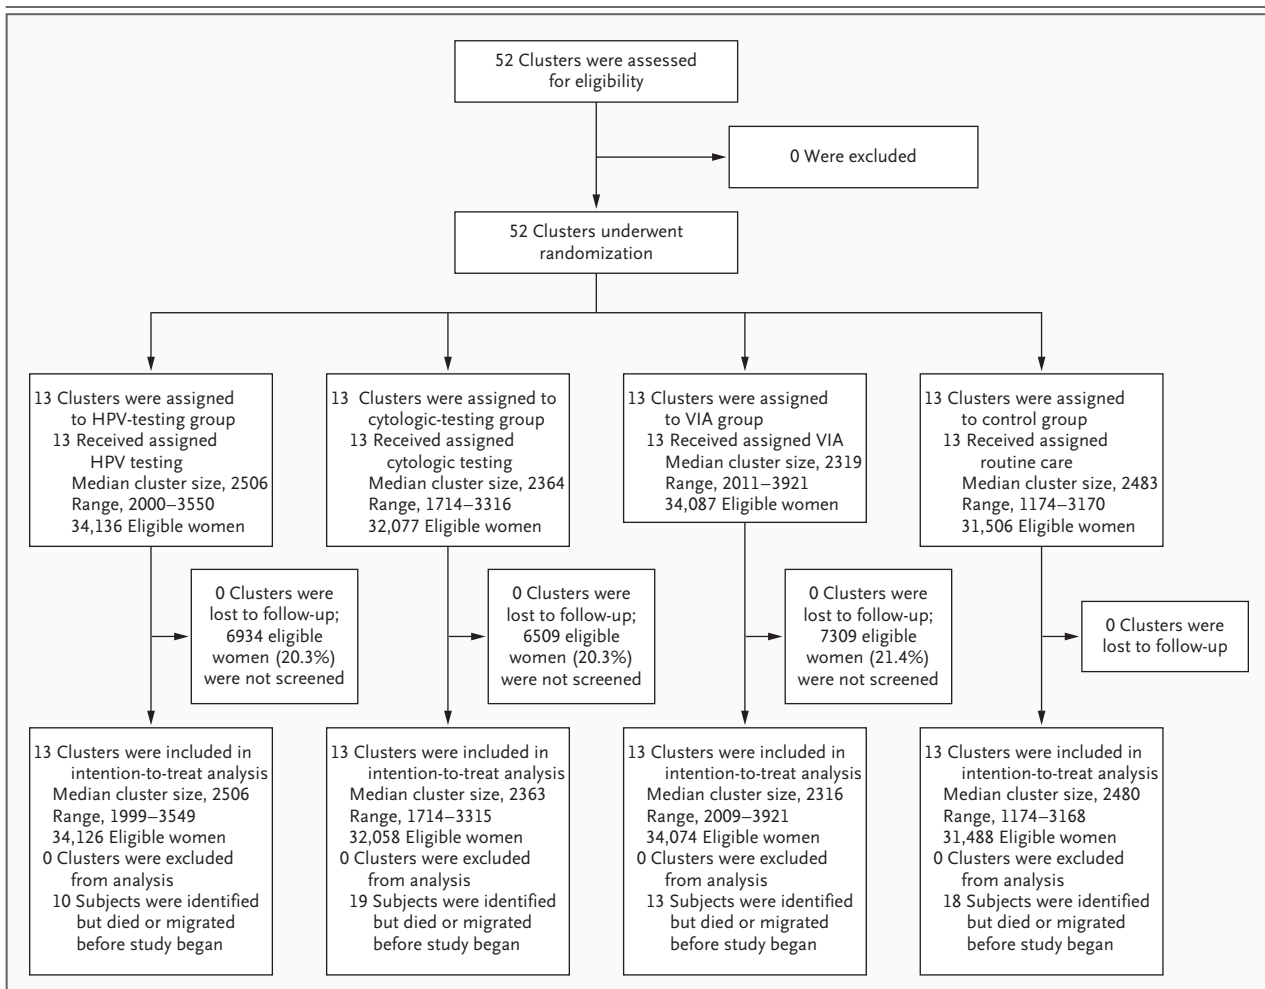 52 Clusters were assessed
for eligibility
0 Were excluded
52 Clusters underwent
randomization
13 Clusters were assigned
to HPV-testing group
13 Received assigned
HPV testing
Median cluster size, 2506
Range, 2000–3550
34,136 Eligible women
13 Clusters were assigned to
cytologic-testing group
13 Received assigned
cytologic testing
Median cluster size, 2364
Range, 1714–3316
32,077 Eligible women
13 Clusters were assigned
to VIA group
13 Received assigned VIA
Median cluster size, 2319
Range, 2011–3921
34,087 Eligible women
13 Clusters were assigned
to control group
13 Received assigned
routine care
Median cluster size, 2483
Range, 1174–3170
31,506 Eligible women
0 Clusters were
lost to follow-up;
6934 eligible
women (20.3%)
were not screened
0 Clusters were
lost to follow-up;
6509 eligible
women (20.3%)
were not screened
0 Clusters were
lost to follow-up;
7309 eligible
women (21.4%)
were not screened
0 Clusters were
lost to follow-up
13 Clusters were included in
intention-to-treat analysis
Median cluster size, 2506
Range, 1999–3549
34,126 Eligible women
0 Clusters were excluded
from analysis
10 Subjects were identified
but died or migrated
before study began
13 Clusters were included in
intention-to-treat analysis
Median cluster size, 2363
Range, 1714–3315
32,058 Eligible women
0 Clusters were excluded
from analysis
19 Subjects were identified
but died or migrated
before study began
13 Clusters were included in
intention-to-treat analysis
Median cluster size, 2316
Range, 2009–3921
34,074 Eligible women
0 Clusters were excluded
from analysis
13 Subjects were identified
but died or migrated
before study began
13 Clusters were included in
intention-to-treat analysis
Median cluster size, 2480
Range, 1174–3168
31,488 Eligible women
0 Clusters were excluded
from analysis
18 Subjects were identified
but died or migrated
before study began